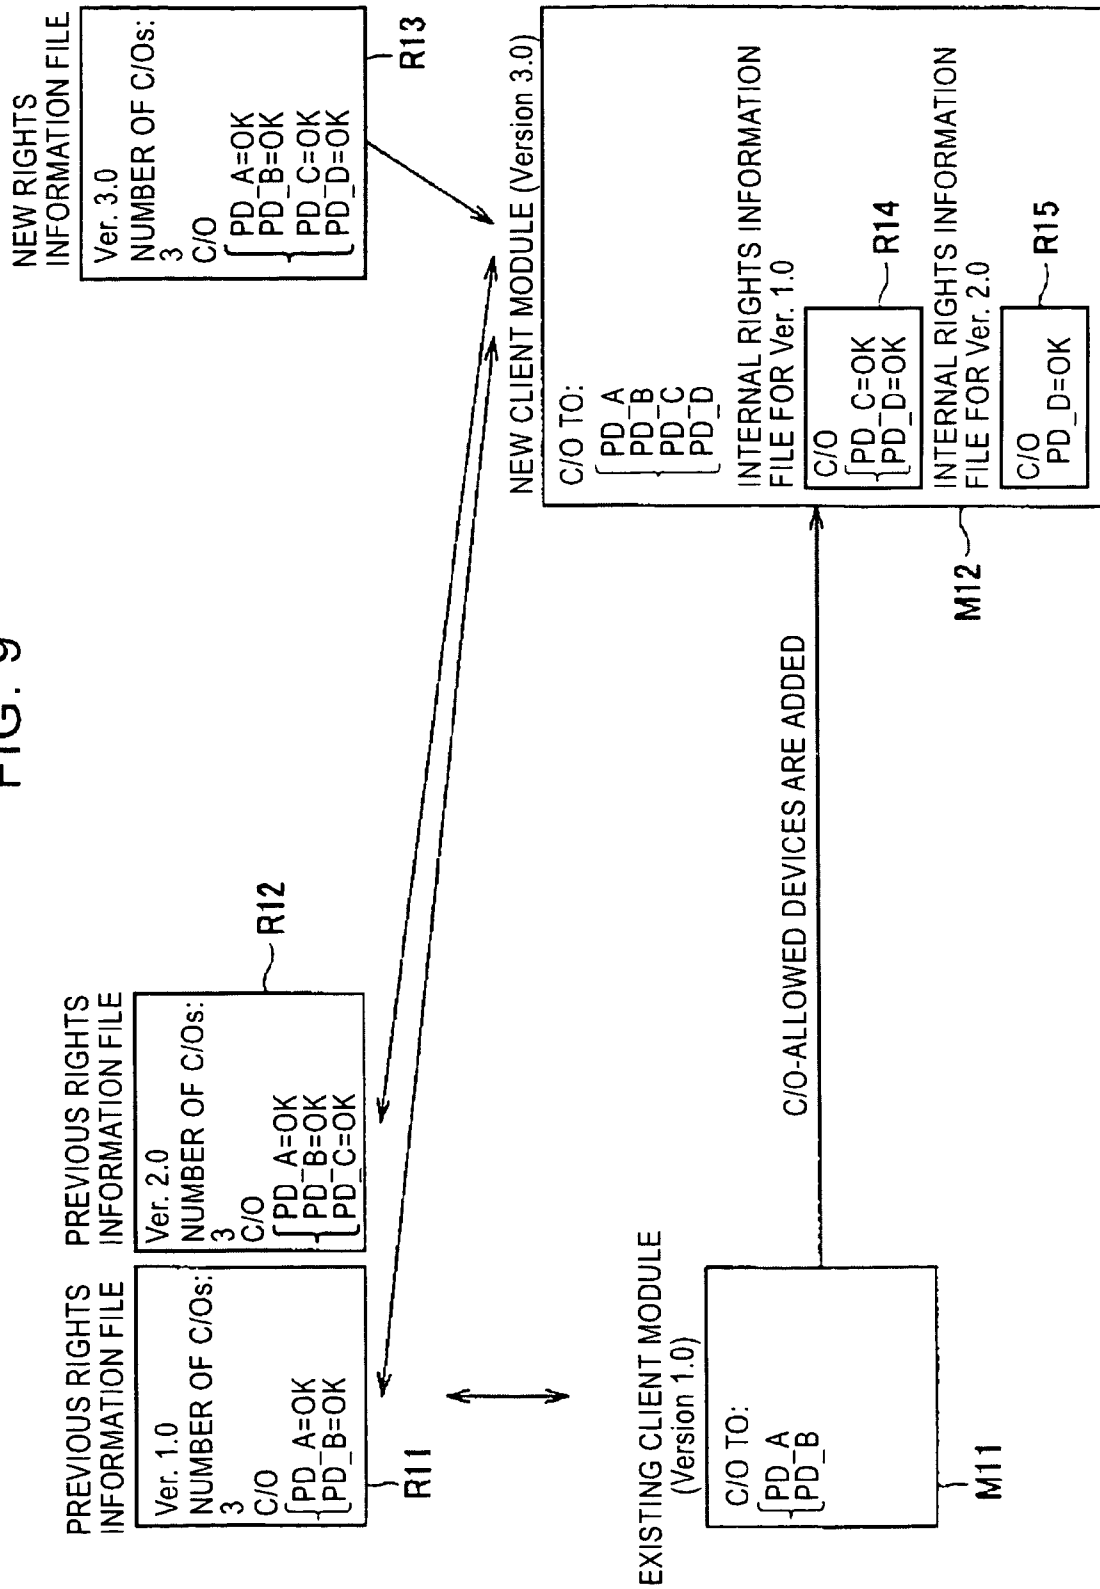 FIG. 9
PREVIOUS RIGHTS
INFORMATION FILE
Ver. 1.0
NUMBER OF C/Os:
3
C/O
PD_A=OK
PD_B=OK
R11
PREVIOUS RIGHTS
INFORMATION FILE
Ver. 2.0
NUMBER OF C/Os:
3
C/O
PD_A=OK
PD_B=OK
PD_C=OK
R12
NEW RIGHTS
INFORMATION FILE
Ver. 3.0
NUMBER OF C/Os:
3
C/O
PD_A=OK
PD_B=OK
PD_C=OK
PD_D=OK
R13
EXISTING CLIENT MODULE
(Version 1.0)
C/O TO:
PD_A
PD_B
M11
C/O-ALLOWED DEVICES ARE ADDED
NEW CLIENT MODULE (Version 3.0)
C/O TO:
PD_A
PD_B
PD_C
PD_D
INTERNAL RIGHTS INFORMATION
FILE FOR Ver. 1.0
C/O
PD_C=OK
PD_D=OK
R14
INTERNAL RIGHTS INFORMATION
FILE FOR Ver. 2.0
C/O
PD_D=OK
R15
M12